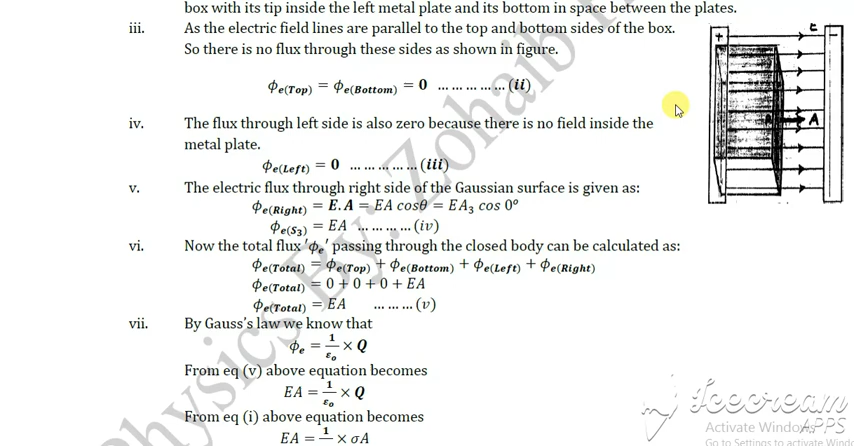 box with its tip inside the left metal plate and its bottom in space between the plates.
iii. As the electric field lines are parallel to the top and bottom sides of the box.
So there is no flux through these sides as shown in figure.
ϕe(Top) = ϕe(Bottom) = 0 … … … … … (ii)
iv. The flux through left side is also zero because there is no field inside the
metal plate.
ϕe(Left) = 0 … … … … … (iii)
v. The electric flux through right side of the Gaussian surface is given as:
ϕe(Right) = E.A = EA cosθ = EA₃ cos 0°
ϕe(S₃) = EA … … … … (iv)
vi. Now the total flux 'ϕe' passing through the closed body can be calculated as:
ϕe(Total) = ϕe(Top) + ϕe(Bottom) + ϕe(Left) + ϕe(Right)
ϕe(Total) = 0 + 0 + 0 + EA
ϕe(Total) = EA … … … (v)
vii. By Gauss's law we know that
ϕe = 1/εo × Q
From eq (v) above equation becomes
EA = 1/εo × Q
From eq (i) above equation becomes
EA = 1/ × σA
E
+ −
A
Physics By: Zohaib
Icecream
APPS
Activate Windows
Go to Settings to activate Wind